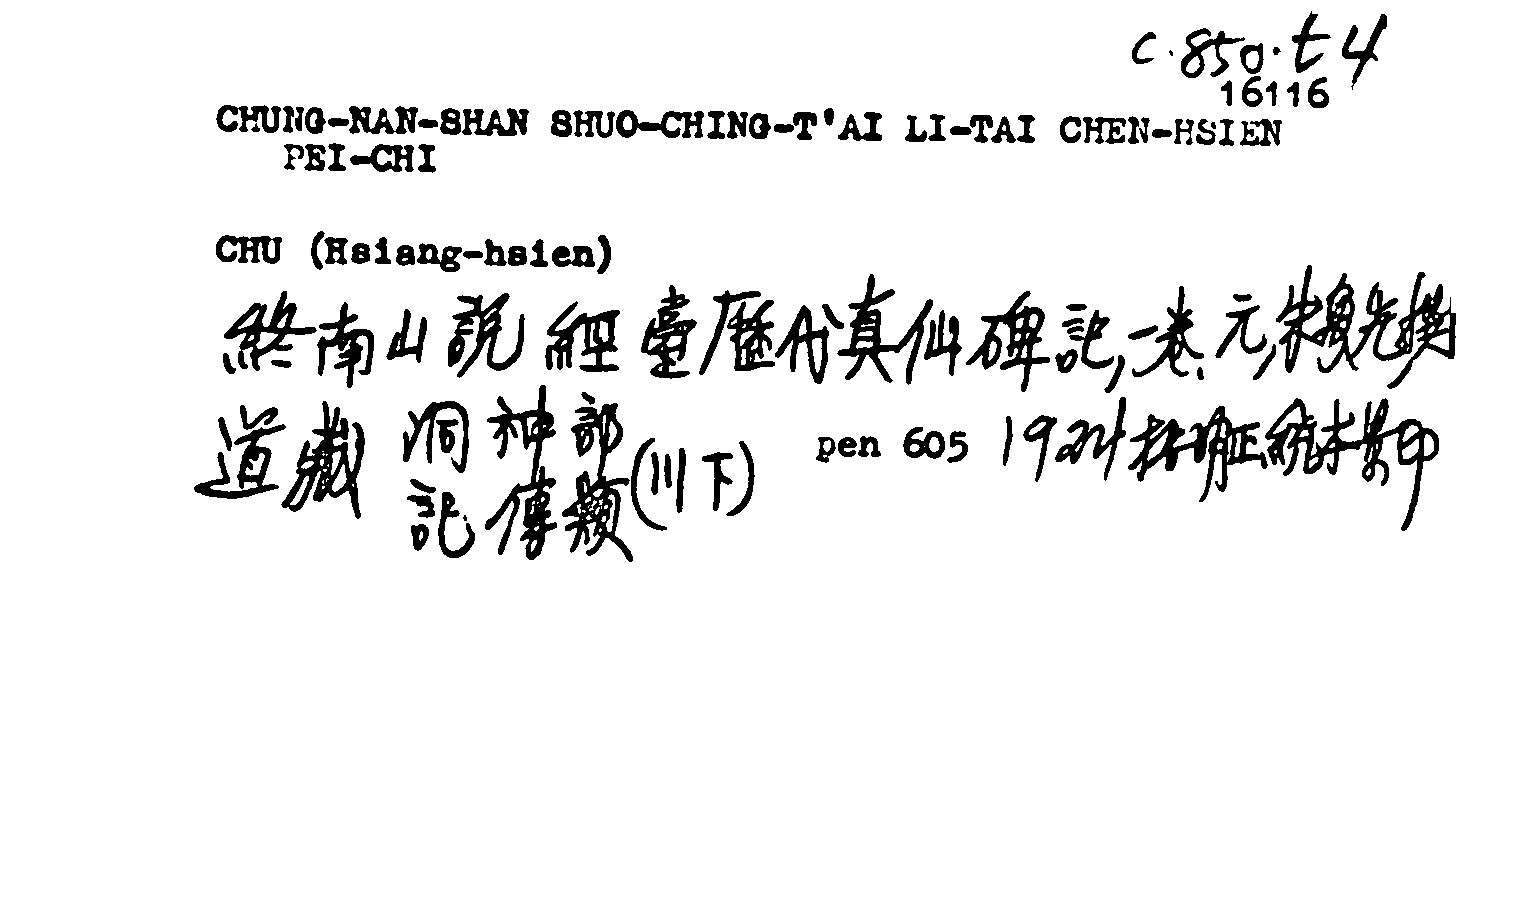 C.850.t4
16116
CHUNG-NAN-SHAN SHUO-CHING-T'AI LI-TAI CHEN-HSIEN
PEI-CHI
CHU (Hsiang-hsien)
終南山說經臺歷代真仙碑記,一卷、元,朱象先撰
道藏 洞神部 記傳類 (川下) pen 605 1924 明正統本景印